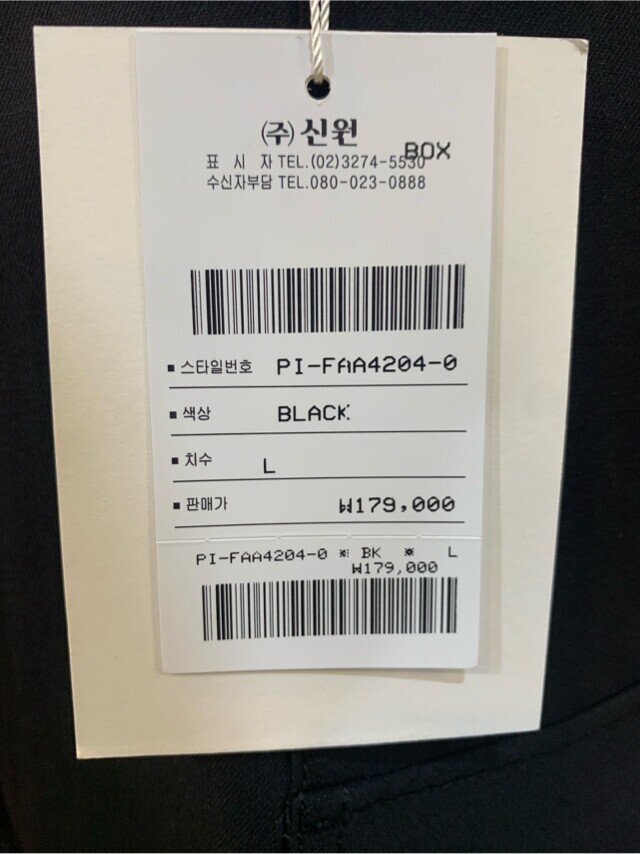 (주)신원
BOX
표 시 자 TEL.(02)3274-5530
수신자부담 TEL.080-023-0888
▪ 스타일번호 PI-FAA4204-0
▪ 색상 BLACK
▪ 치수 L
▪ 판매가 ₩179,000
PI-FAA4204-0 ※ BK ※ L
₩179,000